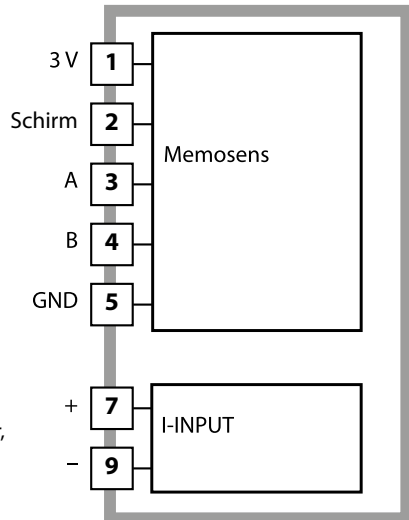 3 V 1
Schirm 2
Memosens
A 3
B 4
GND 5
+ 7
I-INPUT
– 9